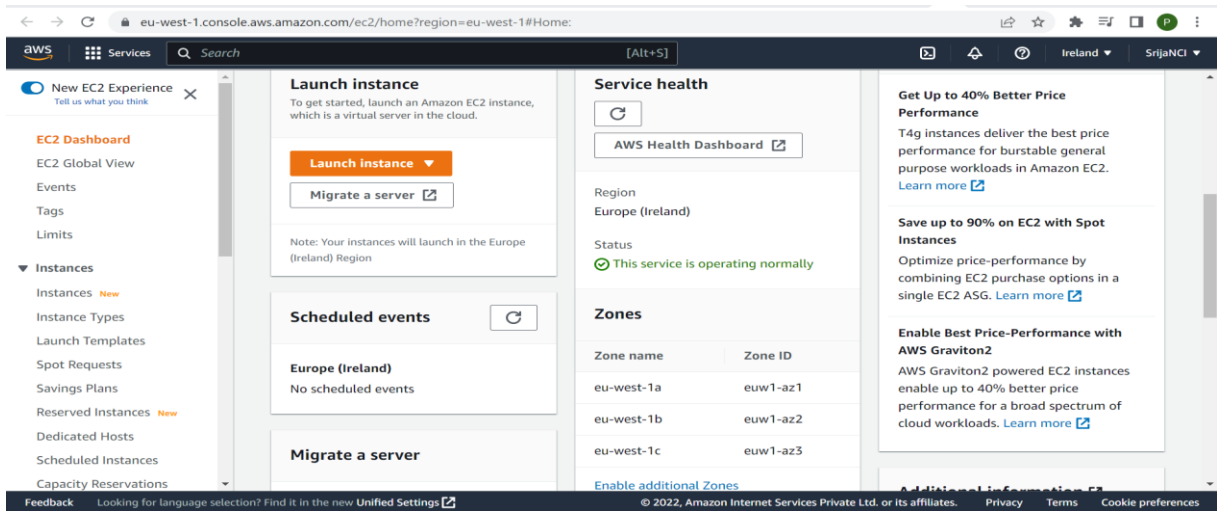 eu-west-1.console.aws.amazon.com/ec2/home?region=eu-west-1#Home:
P
aws
Services
Search
[Alt+S]
Ireland
SrijaNCI
New EC2 Experience
Tell us what you think
EC2 Dashboard
EC2 Global View
Events
Tags
Limits
Instances
Instances New
Instance Types
Launch Templates
Spot Requests
Savings Plans
Reserved Instances New
Dedicated Hosts
Scheduled Instances
Capacity Reservations
Launch instance
To get started, launch an Amazon EC2 instance,
which is a virtual server in the cloud.
Launch instance
Migrate a server
Note: Your instances will launch in the Europe
(Ireland) Region
Scheduled events
Europe (Ireland)
No scheduled events
Migrate a server
Service health
AWS Health Dashboard
Region
Europe (Ireland)
Status
This service is operating normally
Zones
Zone name Zone ID
eu-west-1a euw1-az1
eu-west-1b euw1-az2
eu-west-1c euw1-az3
Enable additional Zones
Get Up to 40% Better Price
Performance
T4g instances deliver the best price
performance for burstable general
purpose workloads in Amazon EC2.
Learn more
Save up to 90% on EC2 with Spot
Instances
Optimize price-performance by
combining EC2 purchase options in a
single EC2 ASG. Learn more
Enable Best Price-Performance with
AWS Graviton2
AWS Graviton2 powered EC2 instances
enable up to 40% better price
performance for a broad spectrum of
cloud workloads. Learn more
Additional information
Feedback
Looking for language selection? Find it in the new Unified Settings
© 2022, Amazon Internet Services Private Ltd. or its affiliates.
Privacy
Terms
Cookie preferences